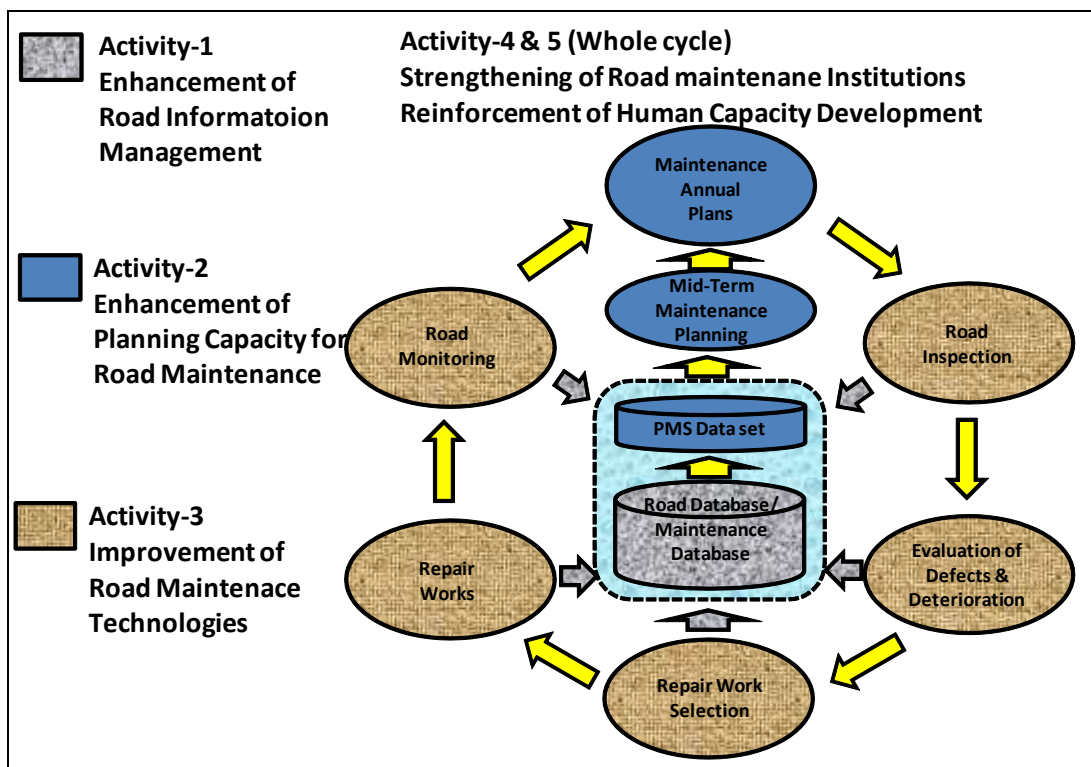 Activity-1
Enhancement of
Road Informatoion
Management
Activity-4 & 5 (Whole cycle)
Strengthening of Road maintenane Institutions
Reinforcement of Human Capacity Development
Activity-2
Enhancement of
Planning Capacity for
Road Maintenance
Activity-3
Improvement of
Road Maintenace
Technologies
Maintenance
Annual
Plans
Mid-Term
Maintenance
Planning
Road
Monitoring
Road
Inspection
PMS Data set
Road Database/
Maintenance
Database
Repair
Works
Evaluation of
Defects &
Deterioration
Repair Work
Selection